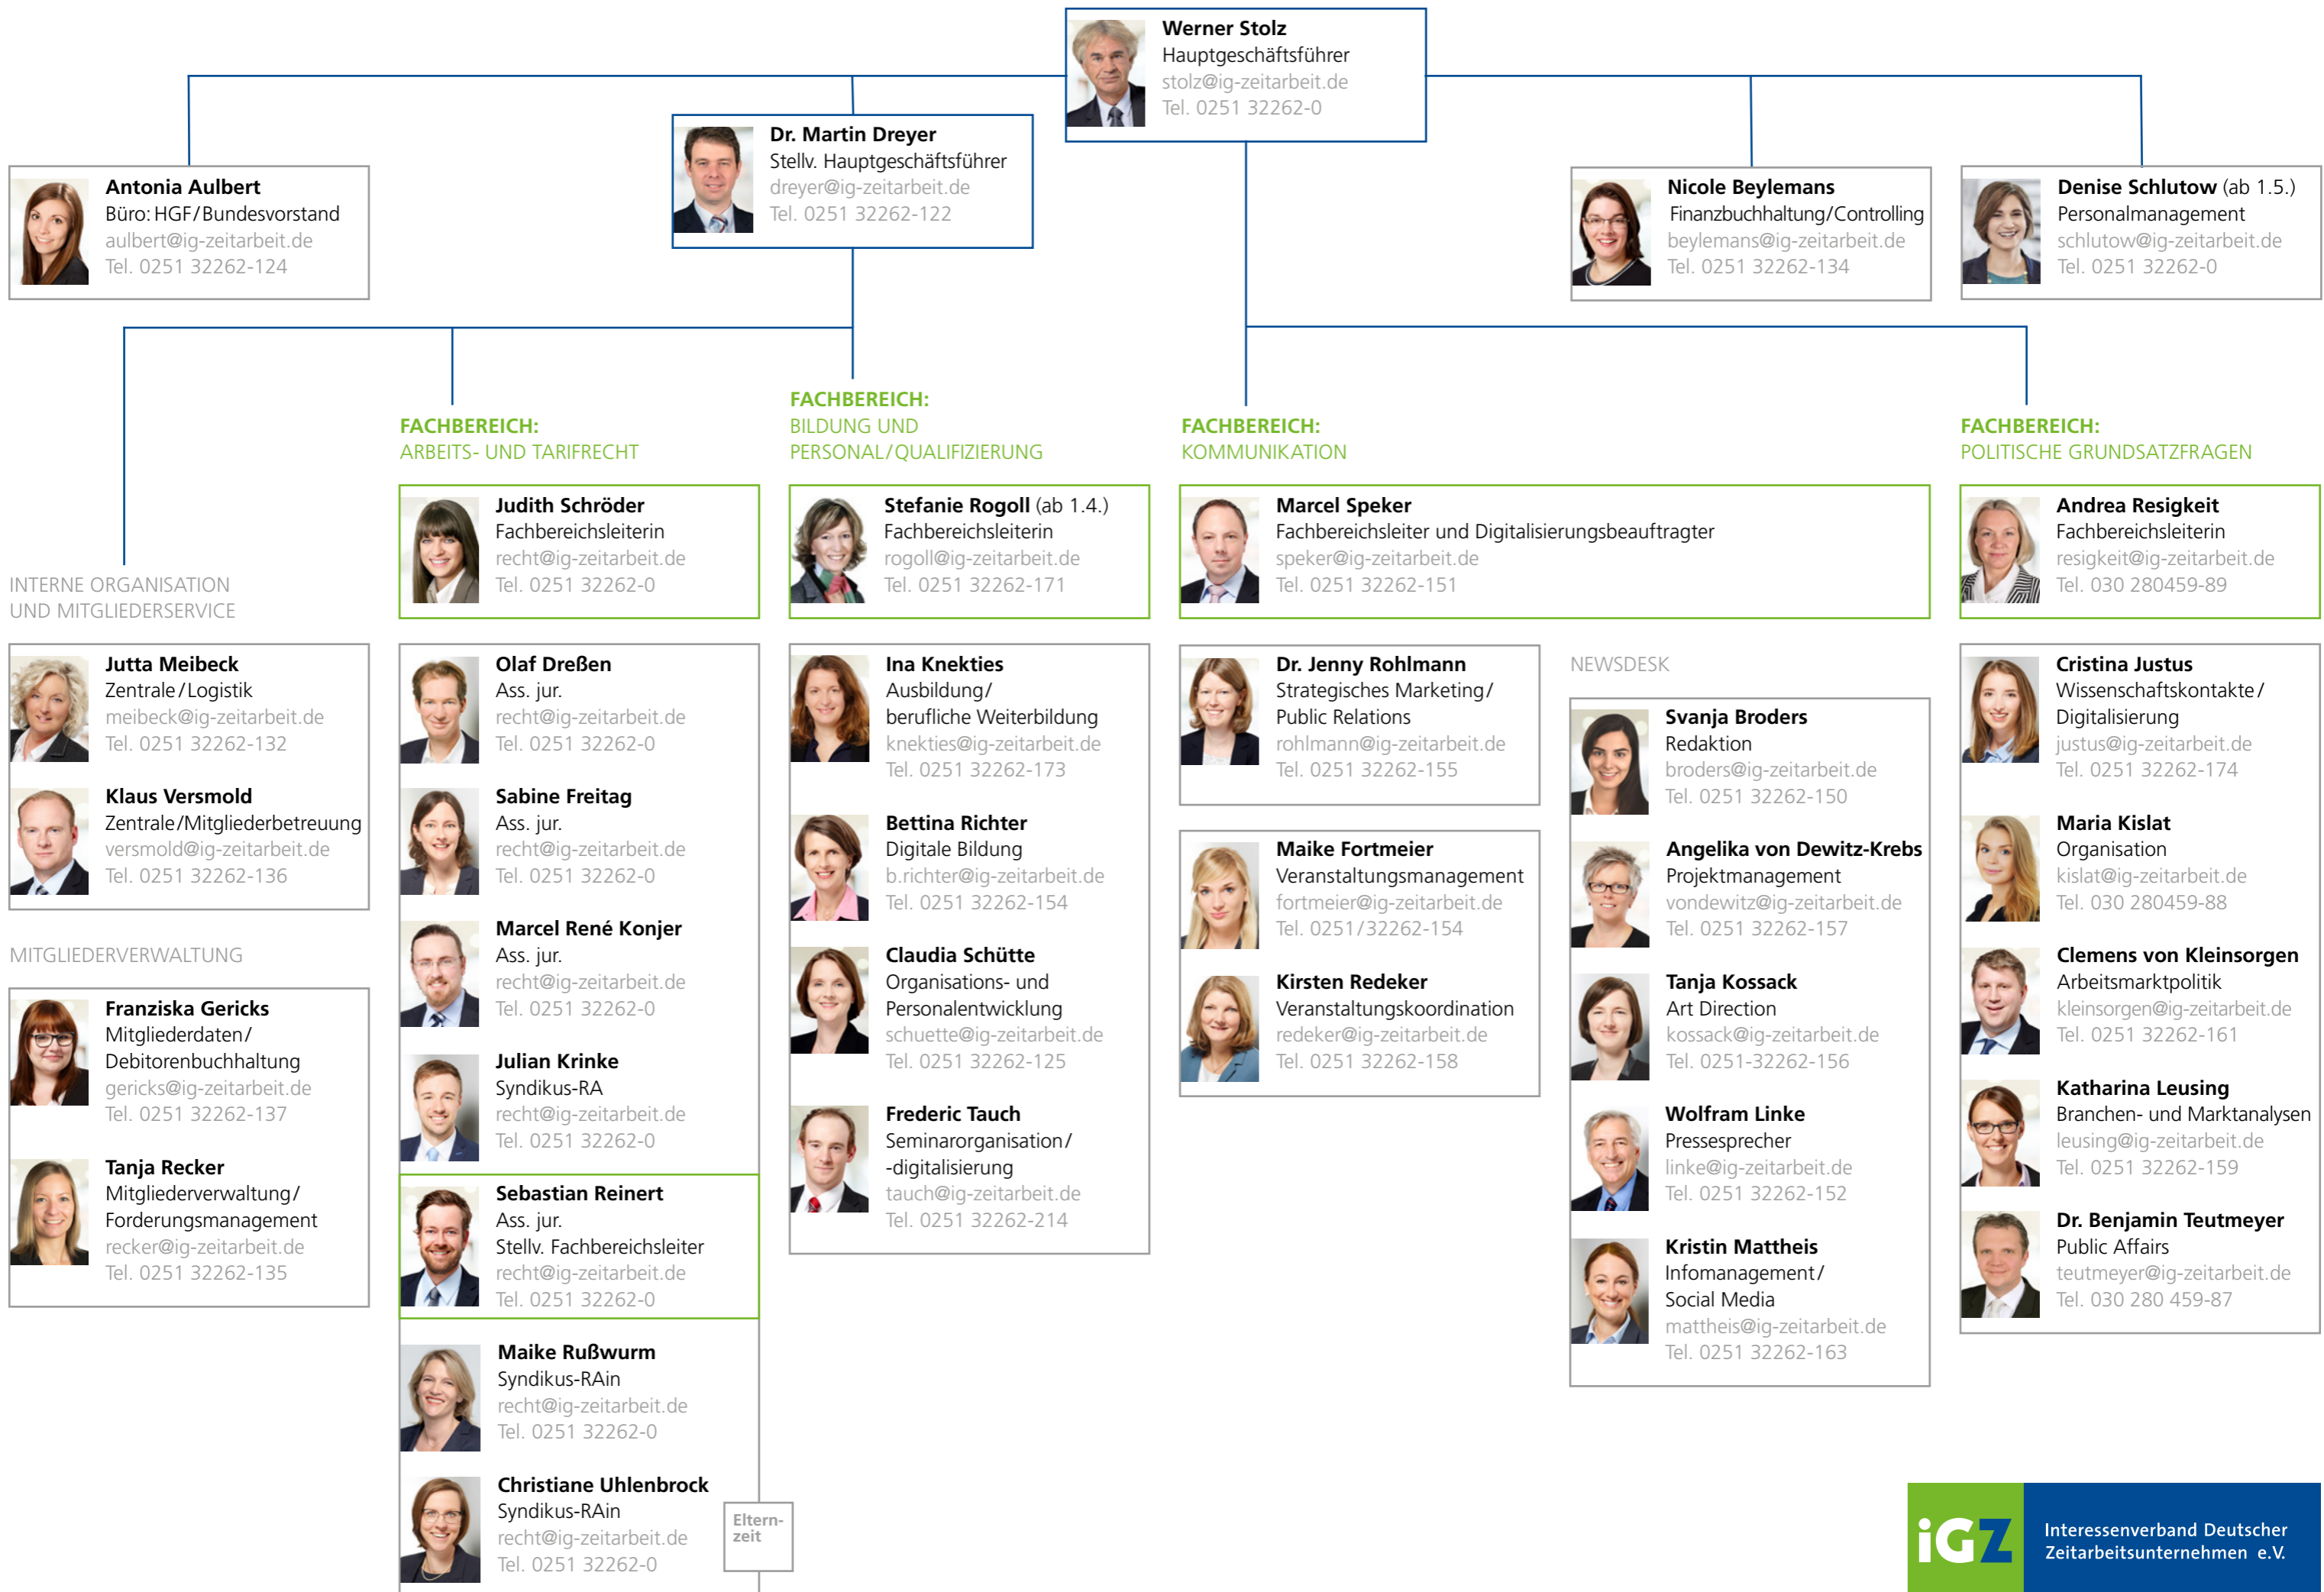 Werner Stolz
Hauptgeschäftsführer
stolz@ig-zeitarbeit.de
Tel. 0251 32262-0
Dr. Martin Dreyer
Stellv. Hauptgeschäftsführer
dreyer@ig-zeitarbeit.de
Tel. 0251 32262-122
Antonia Aulbert
Büro: HGF/Bundesvorstand
aulbert@ig-zeitarbeit.de
Tel. 0251 32262-124
Nicole Beylemans
Finanzbuchhaltung/Controlling
beylemans@ig-zeitarbeit.de
Tel. 0251 32262-134
Denise Schlutow (ab 1.5.)
Personalmanagement
schlutow@ig-zeitarbeit.de
Tel. 0251 32262-0
INTERNE ORGANISATION
UND MITGLIEDERSERVICE
Jutta Meibeck
Zentrale/Logistik
meibeck@ig-zeitarbeit.de
Tel. 0251 32262-132
Klaus Versmold
Zentrale/Mitgliederbetreuung
versmold@ig-zeitarbeit.de
Tel. 0251 32262-136
MITGLIEDERVERWALTUNG
Franziska Gericks
Mitgliederdaten/
Debitorenbuchhaltung
gericks@ig-zeitarbeit.de
Tel. 0251 32262-137
Tanja Recker
Mitgliederverwaltung/
Forderungsmanagement
recker@ig-zeitarbeit.de
Tel. 0251 32262-135
FACHBEREICH:
ARBEITS- UND TARIFRECHT
Judith Schröder
Fachbereichsleiterin
recht@ig-zeitarbeit.de
Tel. 0251 32262-0
Olaf Dreßen
Ass. jur.
recht@ig-zeitarbeit.de
Tel. 0251 32262-0
Sabine Freitag
Ass. jur.
recht@ig-zeitarbeit.de
Tel. 0251 32262-0
Marcel René Konjer
Ass. jur.
recht@ig-zeitarbeit.de
Tel. 0251 32262-0
Julian Krinke
Syndikus-RA
recht@ig-zeitarbeit.de
Tel. 0251 32262-0
Sebastian Reinert
Ass. jur.
Stellv. Fachbereichsleiter
recht@ig-zeitarbeit.de
Tel. 0251 32262-0
Maike Rußwurm
Syndikus-RAin
recht@ig-zeitarbeit.de
Tel. 0251 32262-0
Christiane Uhlenbrock
Syndikus-RAin
recht@ig-zeitarbeit.de
Tel. 0251 32262-0
Eltern-
zeit
FACHBEREICH:
BILDUNG UND
PERSONAL/QUALIFIZIERUNG
Stefanie Rogoll (ab 1.4.)
Fachbereichsleiterin
rogoll@ig-zeitarbeit.de
Tel. 0251 32262-171
Ina Knekties
Ausbildung/
berufliche Weiterbildung
knekties@ig-zeitarbeit.de
Tel. 0251 32262-173
Bettina Richter
Digitale Bildung
b.richter@ig-zeitarbeit.de
Tel. 0251 32262-154
Claudia Schütte
Organisations- und
Personalentwicklung
schuette@ig-zeitarbeit.de
Tel. 0251 32262-125
Frederic Tauch
Seminarorganisation/
-digitalisierung
tauch@ig-zeitarbeit.de
Tel. 0251 32262-214
FACHBEREICH:
KOMMUNIKATION
Marcel Speker
Fachbereichsleiter und Digitalisierungsbeauftragter
speker@ig-zeitarbeit.de
Tel. 0251 32262-151
Dr. Jenny Rohlmann
Strategisches Marketing/
Public Relations
rohlmann@ig-zeitarbeit.de
Tel. 0251 32262-155
Maike Fortmeier
Veranstaltungsmanagement
fortmeier@ig-zeitarbeit.de
Tel. 0251/32262-154
Kirsten Redeker
Veranstaltungskoordination
redeker@ig-zeitarbeit.de
Tel. 0251 32262-158
NEWSDESK
Svanja Broders
Redaktion
broders@ig-zeitarbeit.de
Tel. 0251 32262-150
Angelika von Dewitz-Krebs
Projektmanagement
vondewitz@ig-zeitarbeit.de
Tel. 0251 32262-157
Tanja Kossack
Art Direction
kossack@ig-zeitarbeit.de
Tel. 0251-32262-156
Wolfram Linke
Pressesprecher
linke@ig-zeitarbeit.de
Tel. 0251 32262-152
Kristin Mattheis
Infomanagement/
Social Media
mattheis@ig-zeitarbeit.de
Tel. 0251 32262-163
FACHBEREICH:
POLITISCHE GRUNDSATZFRAGEN
Andrea Resigkeit
Fachbereichsleiterin
resigkeit@ig-zeitarbeit.de
Tel. 030 280459-89
Cristina Justus
Wissenschaftskontakte/
Digitalisierung
justus@ig-zeitarbeit.de
Tel. 0251 32262-174
Maria Kislat
Organisation
kislat@ig-zeitarbeit.de
Tel. 030 280459-88
Clemens von Kleinsorgen
Arbeitsmarktpolitik
kleinsorgen@ig-zeitarbeit.de
Tel. 0251 32262-161
Katharina Leusing
Branchen- und Marktanalysen
leusing@ig-zeitarbeit.de
Tel. 0251 32262-159
Dr. Benjamin Teutmeyer
Public Affairs
teutmeyer@ig-zeitarbeit.de
Tel. 030 280 459-87
iGZ
Interessenverband Deutscher
Zeitarbeitsunternehmen e.V.